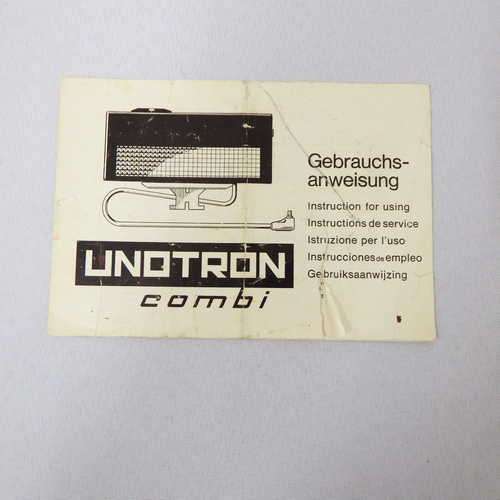 Gebrauchs-
anweisung
Instruction for using
Instructions de service
Istruzione per l'uso
Instrucciones de empleo
Gebruiksaanwijzing
UNOTRON
combi